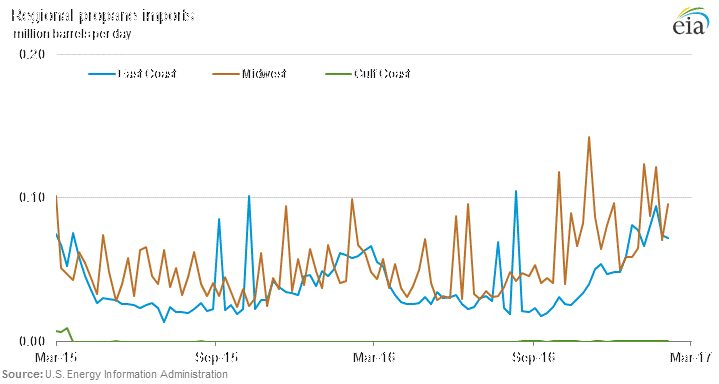 Regional propane imports
million barrels per day
eia
0.20
East Coast
Midwest
Gulf Coast
0.10
0.00
Mar-15
Sep-15
Mar-16
Sep-16
Mar-17
Source: U.S. Energy Information Administration